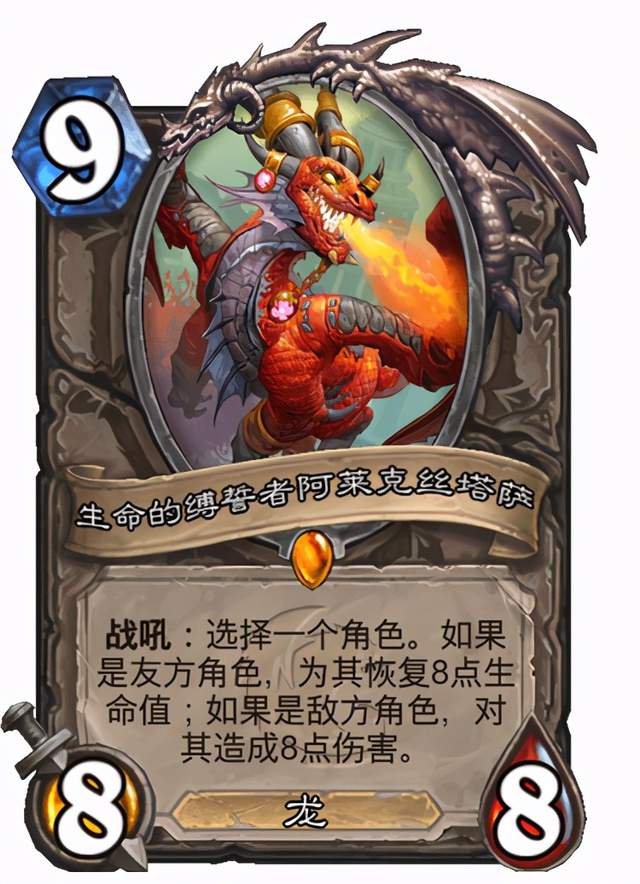 9
生命的缚誓者阿莱克丝塔萨
战吼：选择一个角色。如果
是友方角色，为其恢复8点生
命值；如果是敌方角色，对
其造成8点伤害。
8
龙
8